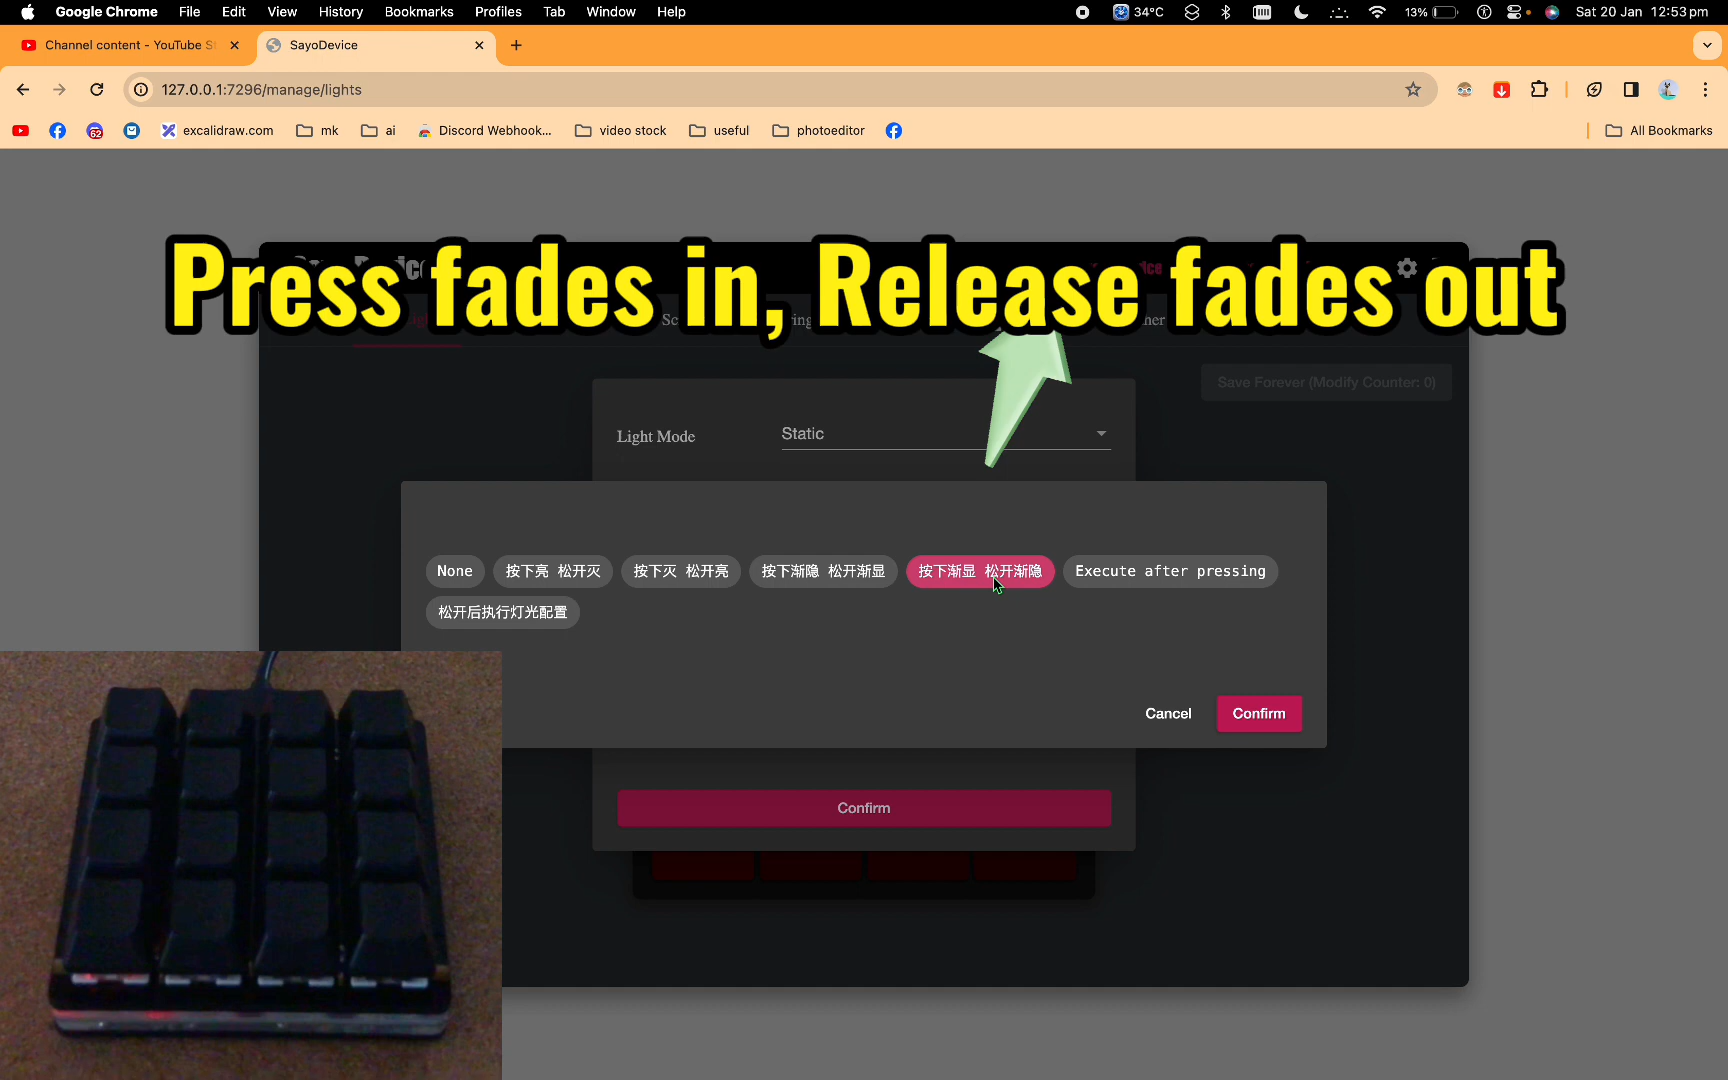 Google Chrome File Edit View History Bookmarks Profiles Tab Window Help 34°C 13% Sat 20 Jan 12:53 pm
Channel content - YouTube S SayoDevice
127.0.0.1:7296/manage/lights
62 excalidraw.com mk ai Discord Webhook... video stock useful photoeditor All Bookmarks
Press fades in, Release fades out
Save Forever (Modify Counter: 0)
Light Mode Static
None 按下亮 松开灭 按下灭 松开亮 按下渐隐 松开渐显 按下渐显 松开渐隐 Execute after pressing
松开后执行灯光配置
Cancel Confirm
Confirm